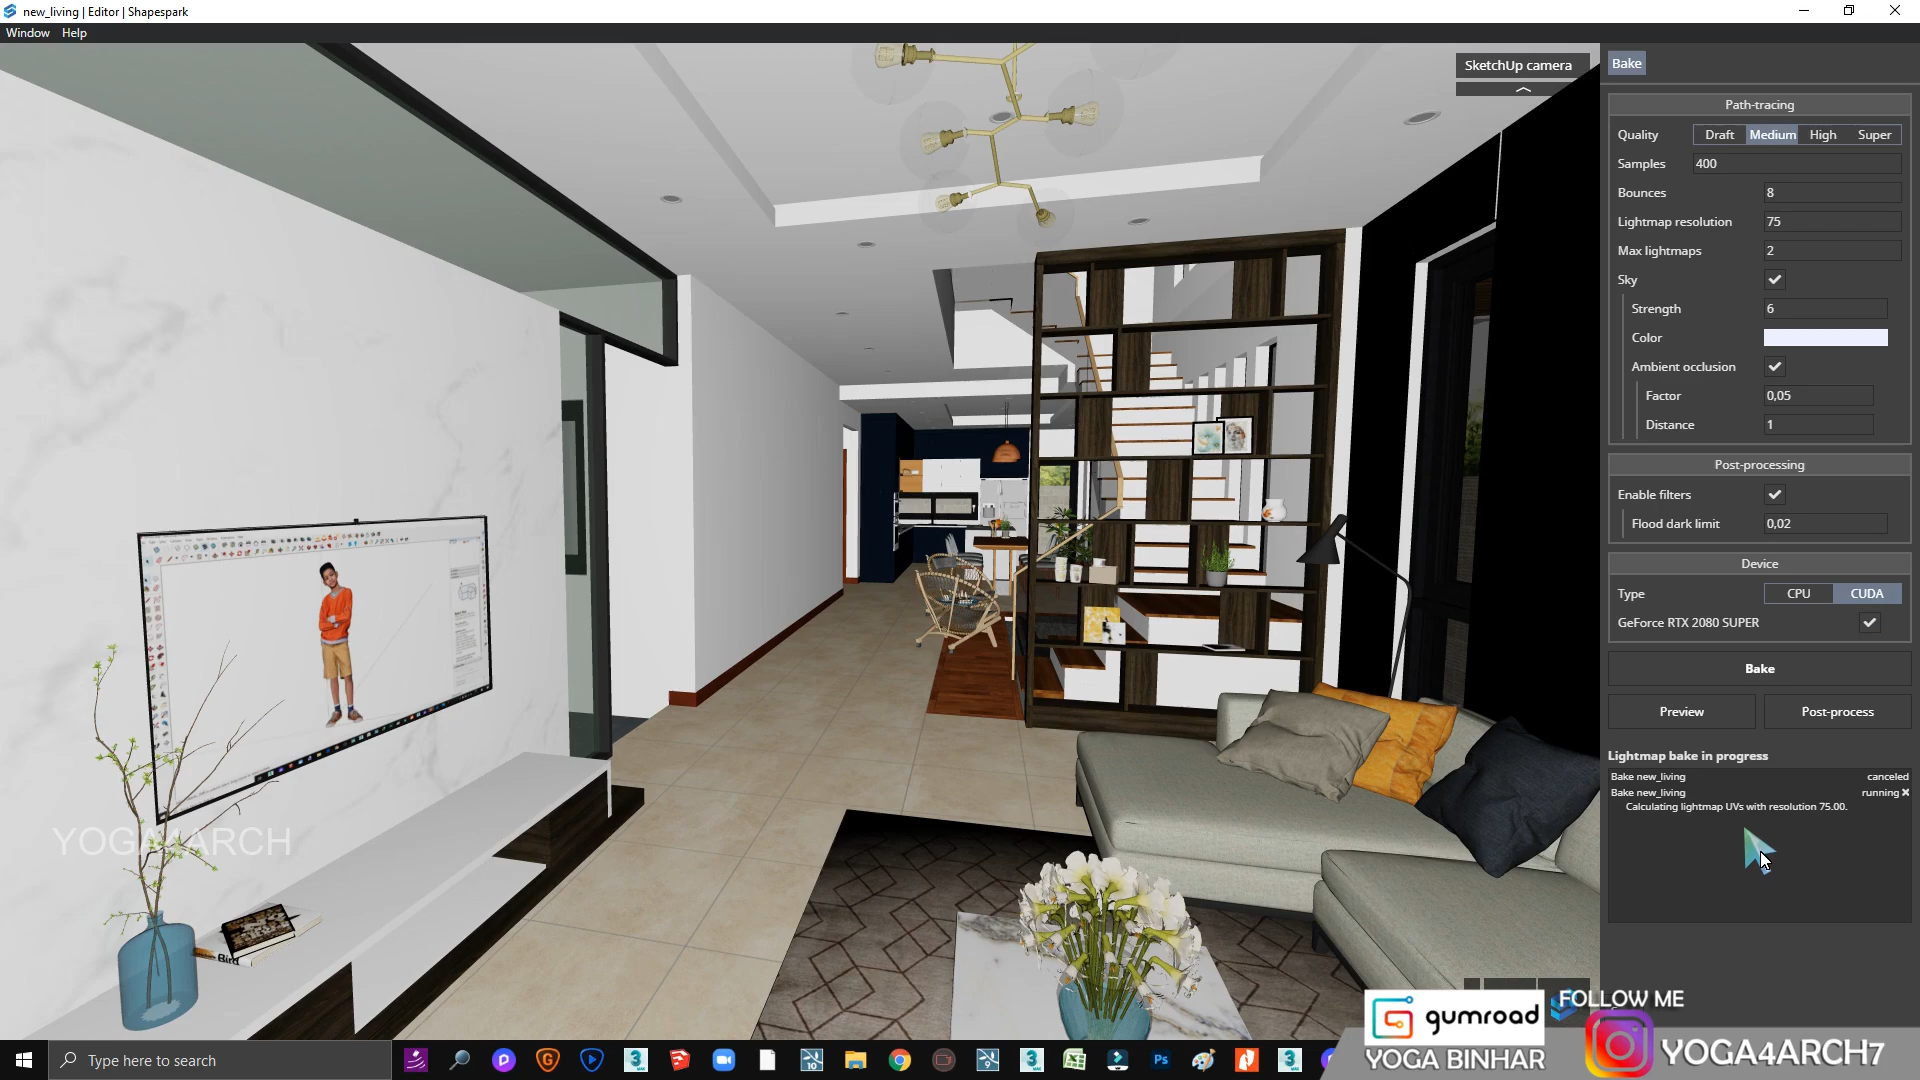 new_living | Editor | Shapespark
Window Help
SketchUp camera
Bake
Path-tracing
Quality Draft Medium High Super
Samples 400
Bounces 8
Lightmap resolution 75
Max lightmaps 2
Sky
Strength 6
Color
Ambient occlusion
Factor 0,05
Distance 1
Post-processing
Enable filters
Flood dark limit 0,02
Device
Type CPU CUDA
GeForce RTX 2080 SUPER
Bake
Preview Post-process
Lightmap bake in progress
Bake new_living canceled
Bake new_living running
Calculating lightmap UVs with resolution 75.00.
YOGA4ARCH
Bird
gumroad
YOGA BINHAR
FOLLOW ME
YOGA4ARCH7
Type here to search
10
9
Ps